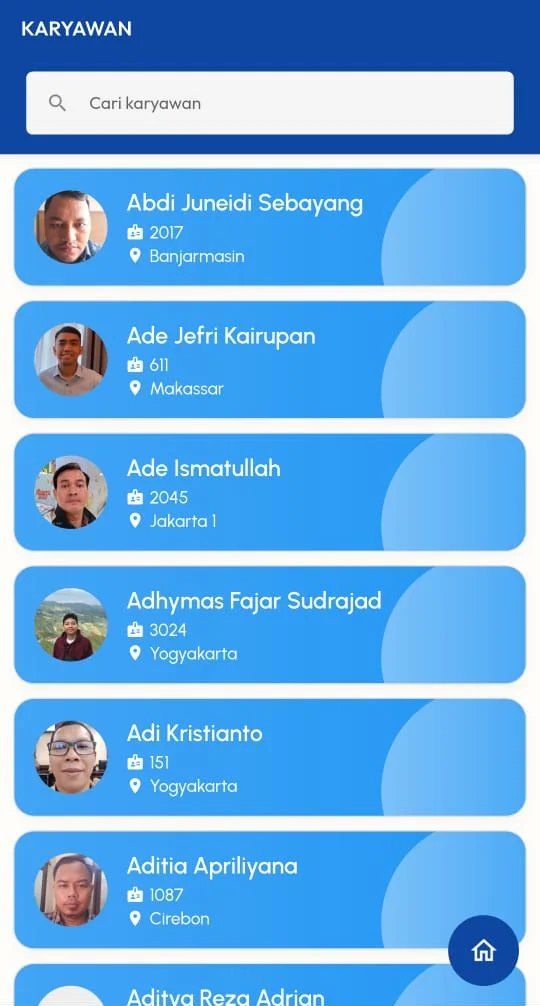 KARYAWAN
Cari karyawan
Abdi Juneidi Sebayang
2017
Banjarmasin
Ade Jefri Kairupan
611
Makassar
Ade Ismatullah
2045
Jakarta 1
Adhymas Fajar Sudrajad
3024
Yogyakarta
Adi Kristianto
151
Yogyakarta
Aditia Apriliyana
1087
Cirebon
Aditya Reza Adrian